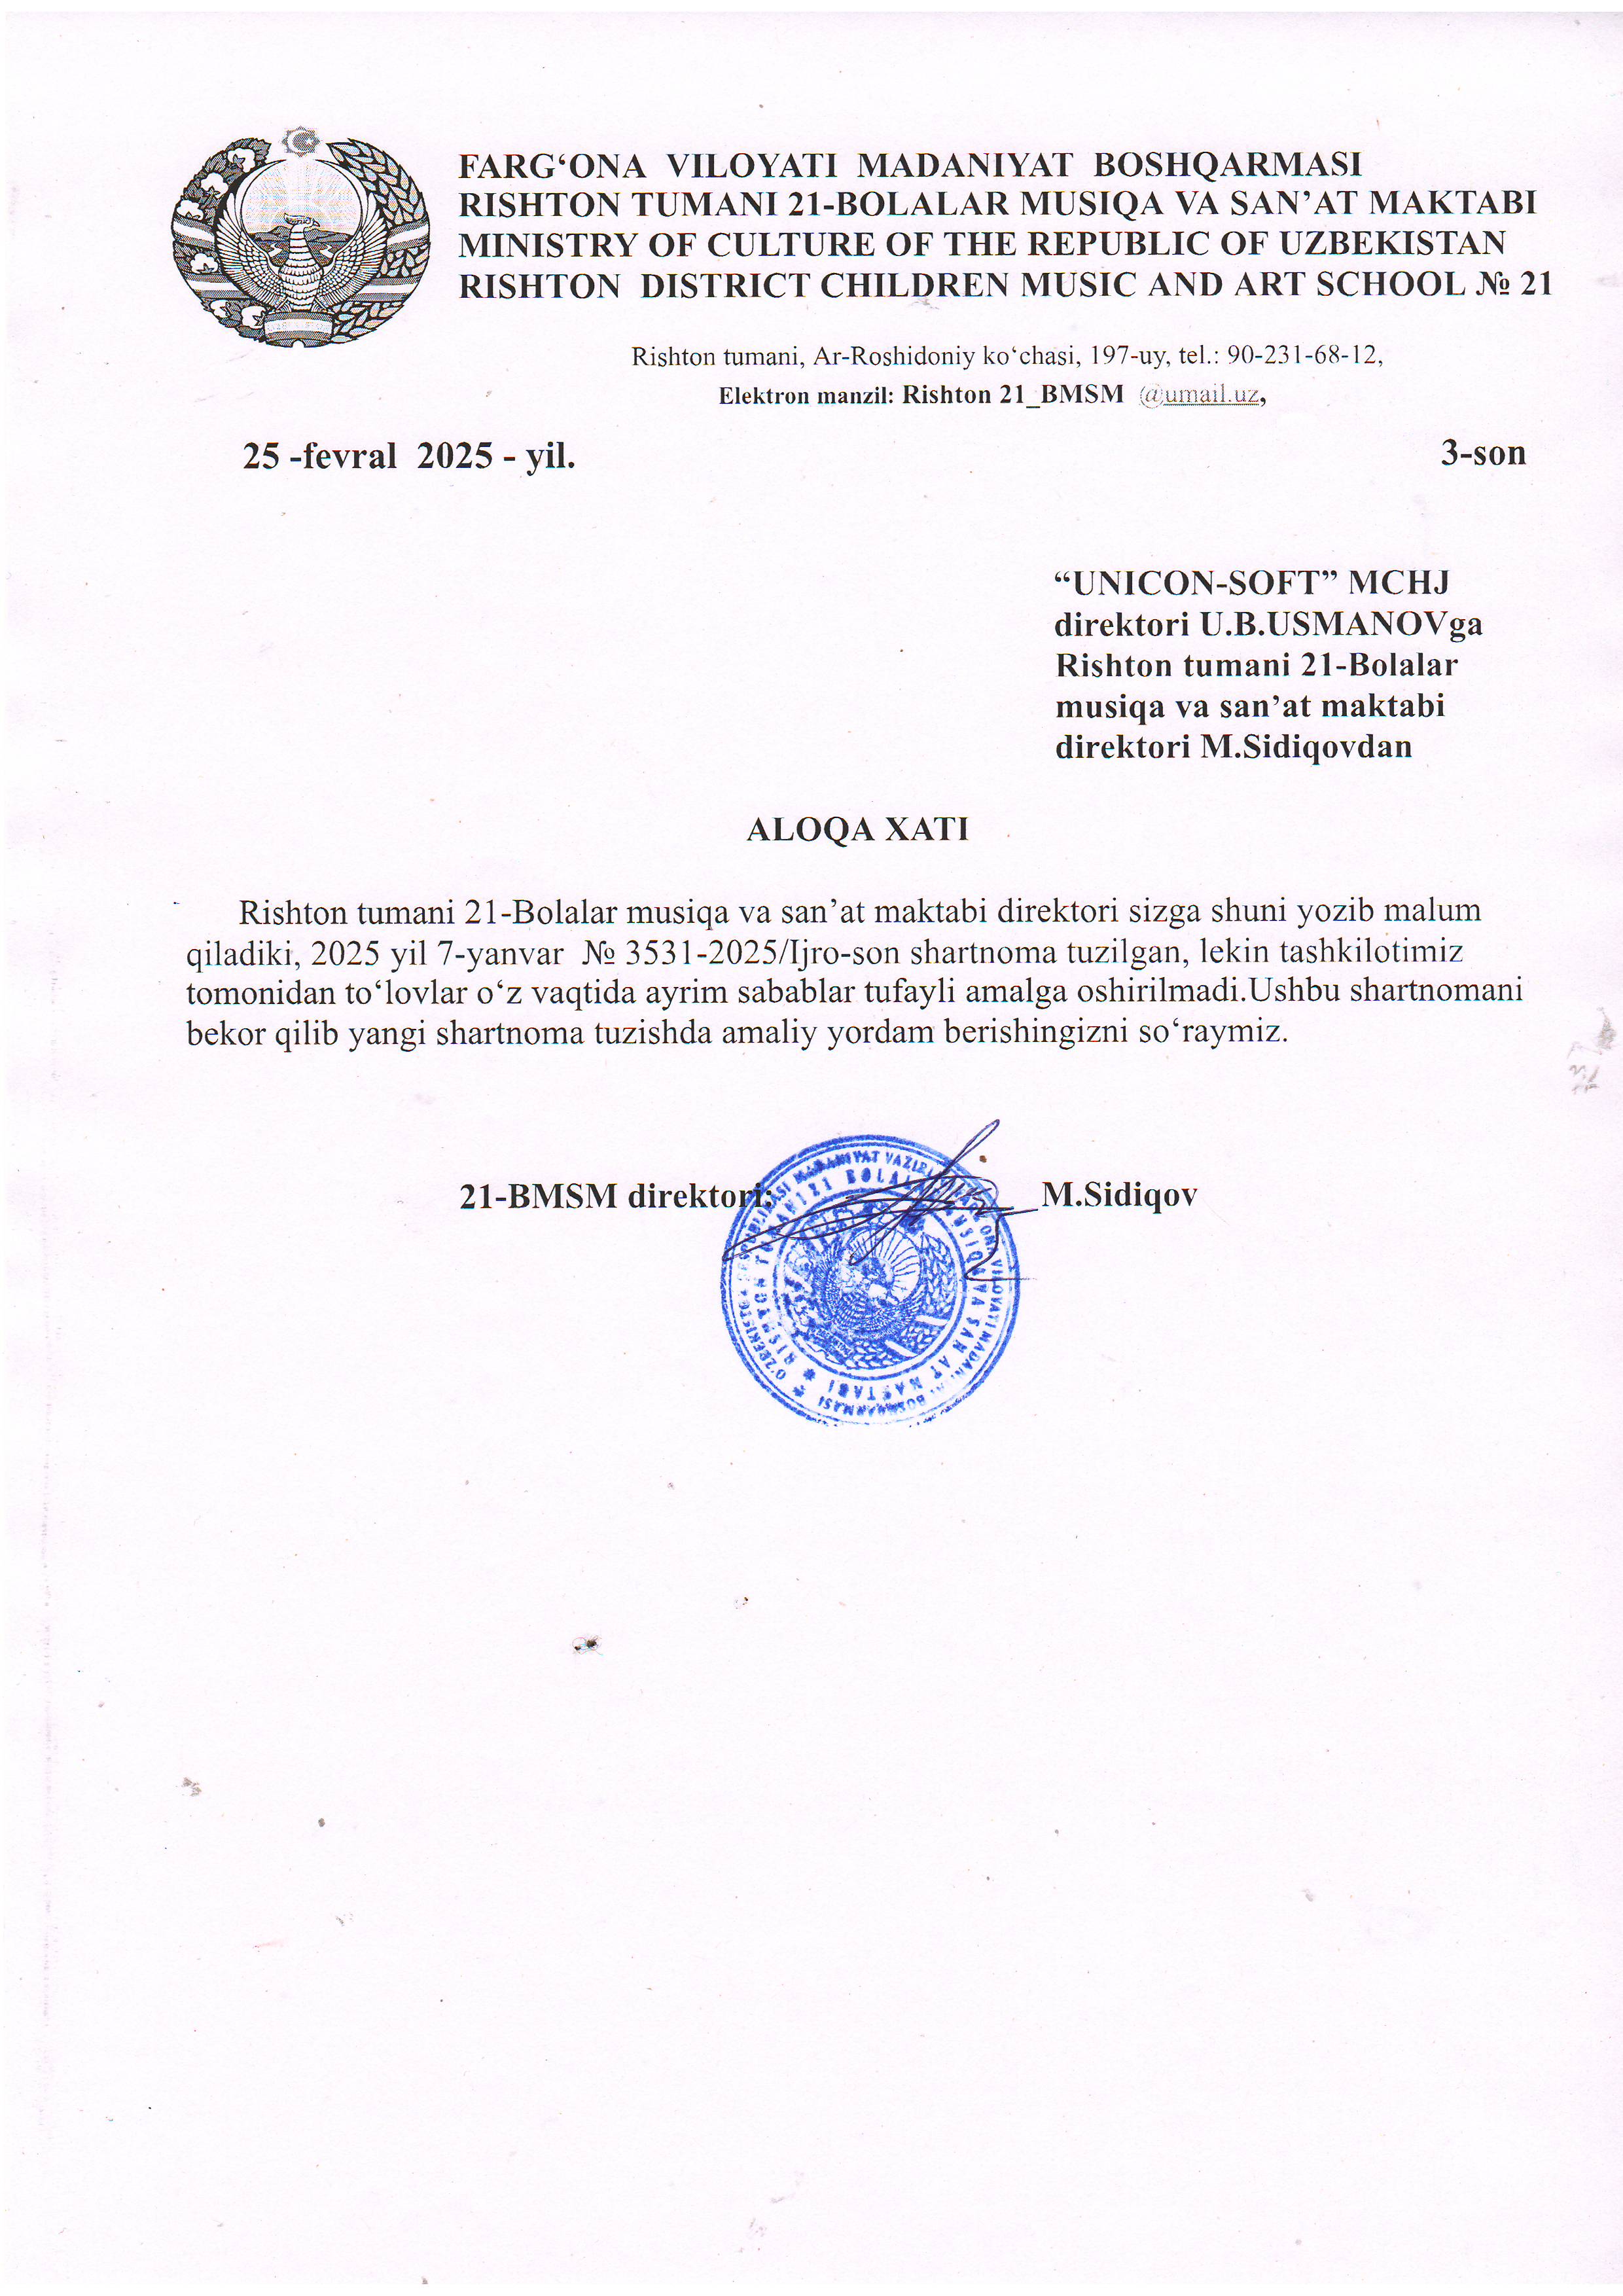 FARG‘ONA VILOYATI MADANIYAT BOSHQARMASI
RISHTON TUMANI 21-BOLALAR MUSIQA VA SAN’AT MAKTABI
MINISTRY OF CULTURE OF THE REPUBLIC OF UZBEKISTAN
RISHTON DISTRICT CHILDREN MUSIC AND ART SCHOOL № 21
Rishton tumani, Ar-Roshidoniy ko‘chasi, 197-uy, tel.: 90-231-68-12,
Elektron manzil: Rishton 21_BMSM @umail.uz,
25 -fevral 2025 - yil.
3-son
“UNICON-SOFT” MCHJ
direktori U.B.USMANOVga
Rishton tumani 21-Bolalar
musiqa va san’at maktabi
direktori M.Sidiqovdan
ALOQA XATI
Rishton tumani 21-Bolalar musiqa va san’at maktabi direktori sizga shuni yozib malum
qiladiki, 2025 yil 7-yanvar № 3531-2025/Ijro-son shartnoma tuzilgan, lekin tashkilotimiz
tomonidan to‘lovlar o‘z vaqtida ayrim sabablar tufayli amalga oshirilmadi.Ushbu shartnomani
bekor qilib yangi shartnoma tuzishda amaliy yordam berishingizni so‘raymiz.
21-BMSM direktori:
M.Sidiqov